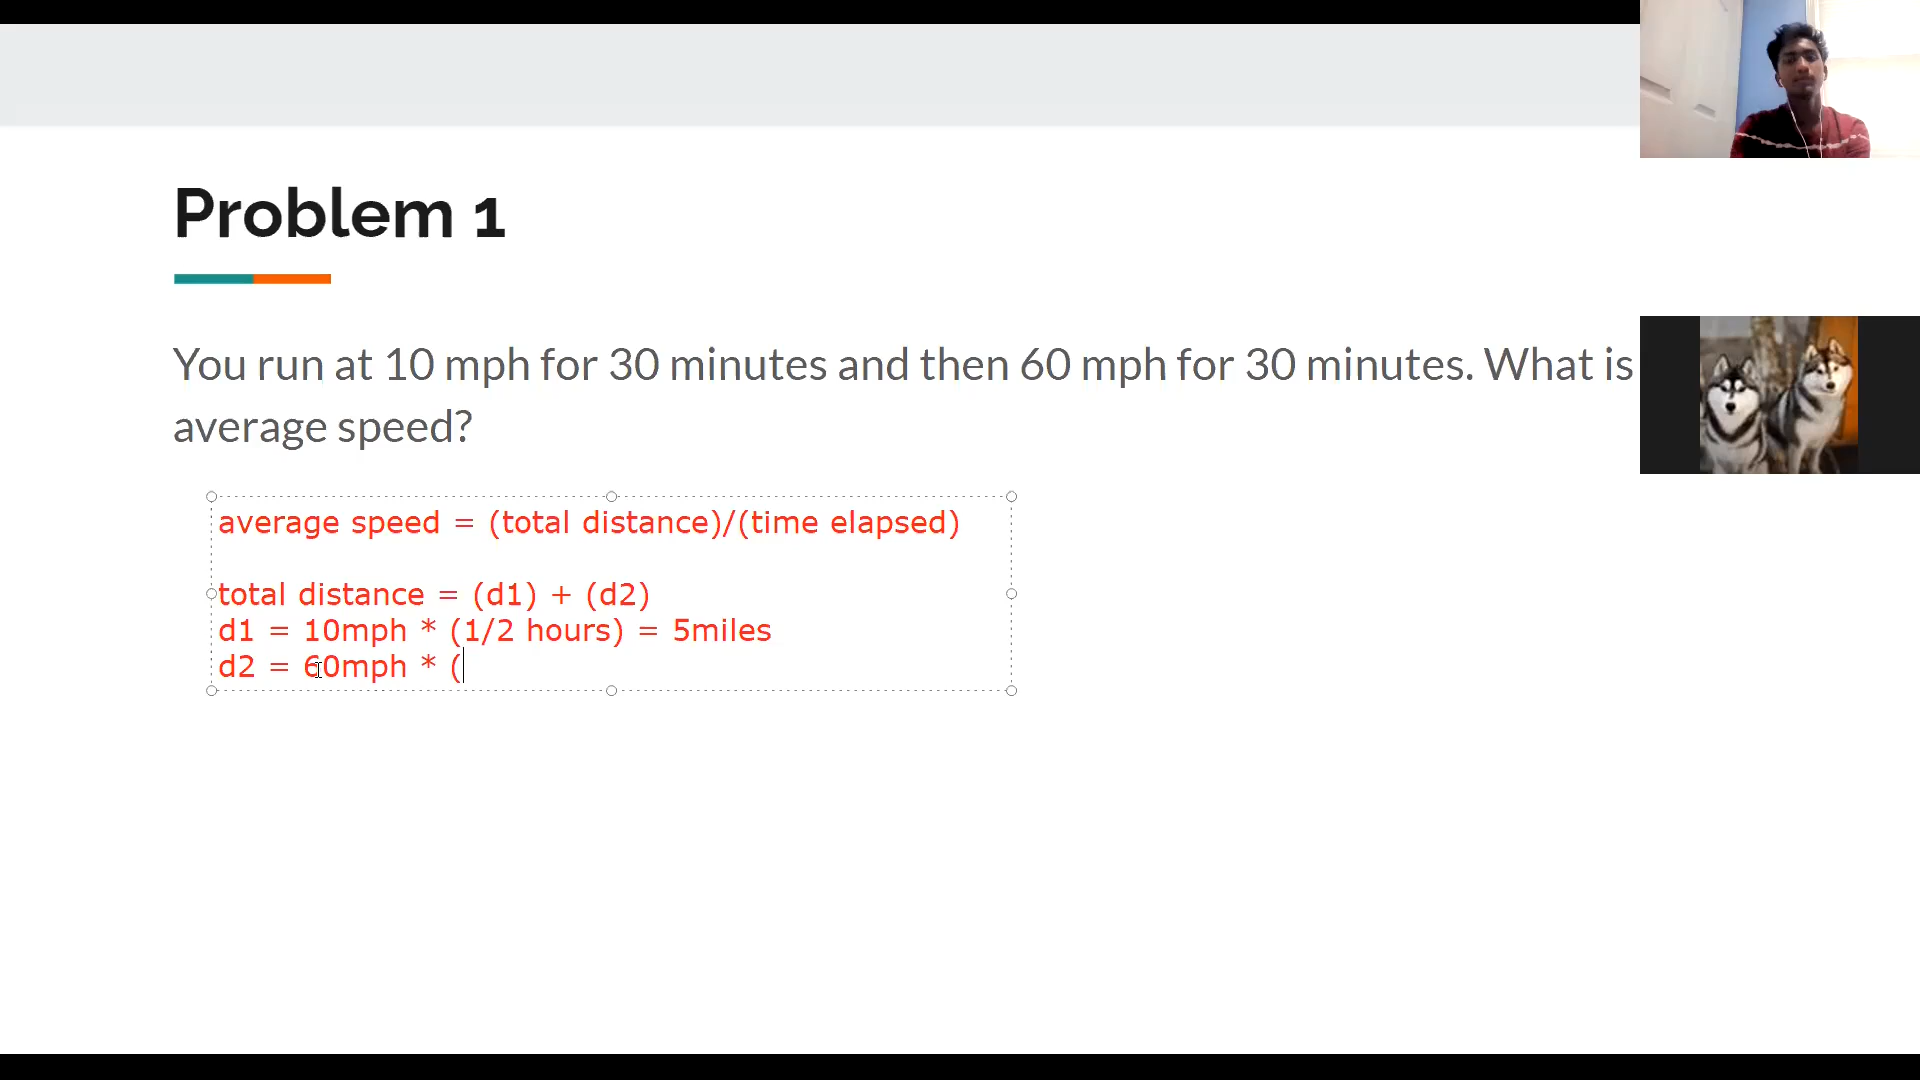 Problem 1
You run at 10 mph for 30 minutes and then 60 mph for 30 minutes. What is
average speed?
average speed = (total distance)/(time elapsed)
total distance = (d1) + (d2)
d1 = 10mph * (1/2 hours) = 5miles
d2 = 60mph * (